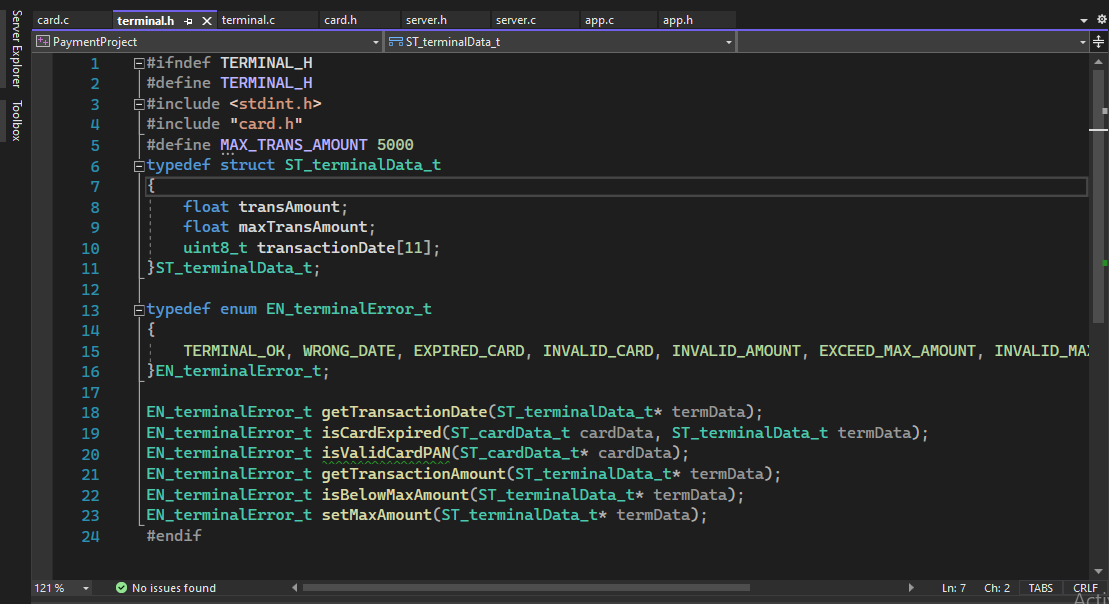 Server Explorer
Toolbox
card.c terminal.h terminal.c card.h server.h server.c app.c app.h
PaymentProject ST_terminalData_t
1 #ifndef TERMINAL_H
2 #define TERMINAL_H
3 #include <stdint.h>
4 #include "card.h"
5 #define MAX_TRANS_AMOUNT 5000
6 typedef struct ST_terminalData_t
7 {
8 float transAmount;
9 float maxTransAmount;
10 uint8_t transactionDate[11];
11 }ST_terminalData_t;
12
13 typedef enum EN_terminalError_t
14 {
15 TERMINAL_OK, WRONG_DATE, EXPIRED_CARD, INVALID_CARD, INVALID_AMOUNT, EXCEED_MAX_AMOUNT, INVALID_MAX
16 }EN_terminalError_t;
17
18 EN_terminalError_t getTransactionDate(ST_terminalData_t* termData);
19 EN_terminalError_t isCardExpired(ST_cardData_t cardData, ST_terminalData_t termData);
20 EN_terminalError_t isValidCardPAN(ST_cardData_t* cardData);
21 EN_terminalError_t getTransactionAmount(ST_terminalData_t* termData);
22 EN_terminalError_t isBelowMaxAmount(ST_terminalData_t* termData);
23 EN_terminalError_t setMaxAmount(ST_terminalData_t* termData);
24 #endif
121 % No issues found Ln: 7 Ch: 2 TABS CRLF